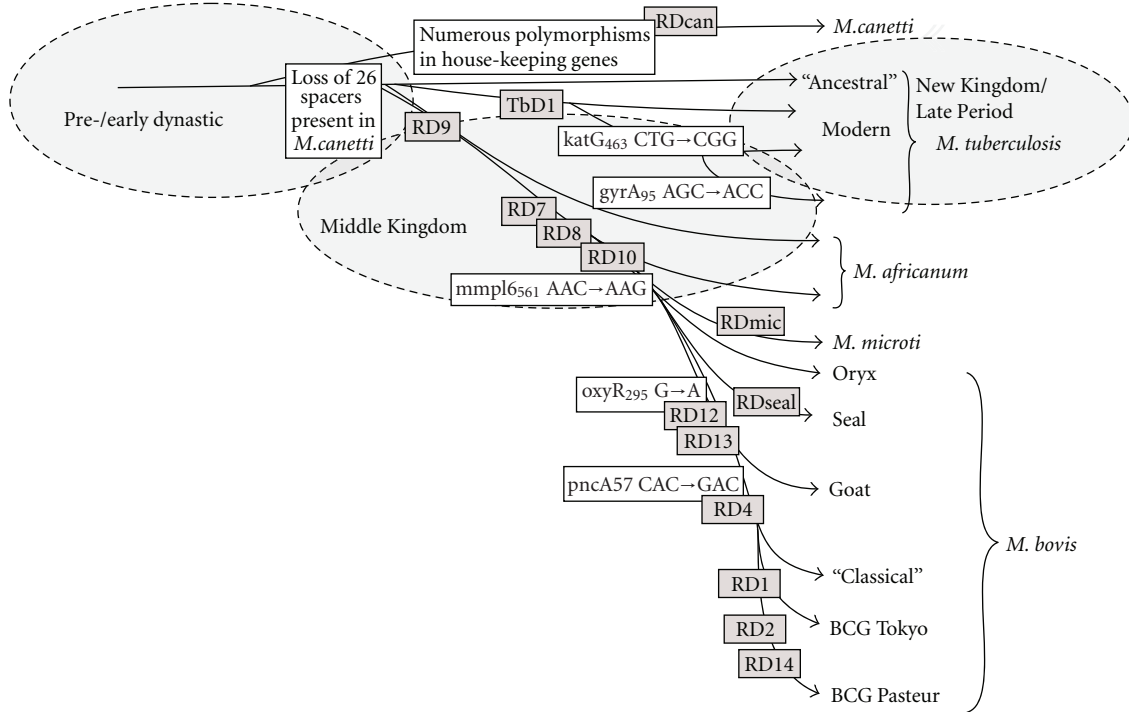 RDcan
M.canetti
Numerous polymorphisms
in house-keeping genes
Loss of 26
spacers
present in
M.canetti
Pre-/early dynastic
"Ancestral"
New Kingdom/
Late Period
TbD1
Modern
M. tuberculosis
RD9
katG463 CTG→CGG
gyrA95 AGC→ACC
Middle Kingdom
RD7
RD8
RD10
M. africanum
mmpl6561 AAC→AAG
RDmic
M. microti
Oryx
oxyR295 G→A
RDseal
Seal
RD12
RD13
Goat
pncA57 CAC→GAC
RD4
M. bovis
"Classical"
RD1
BCG Tokyo
RD2
RD14
BCG Pasteur